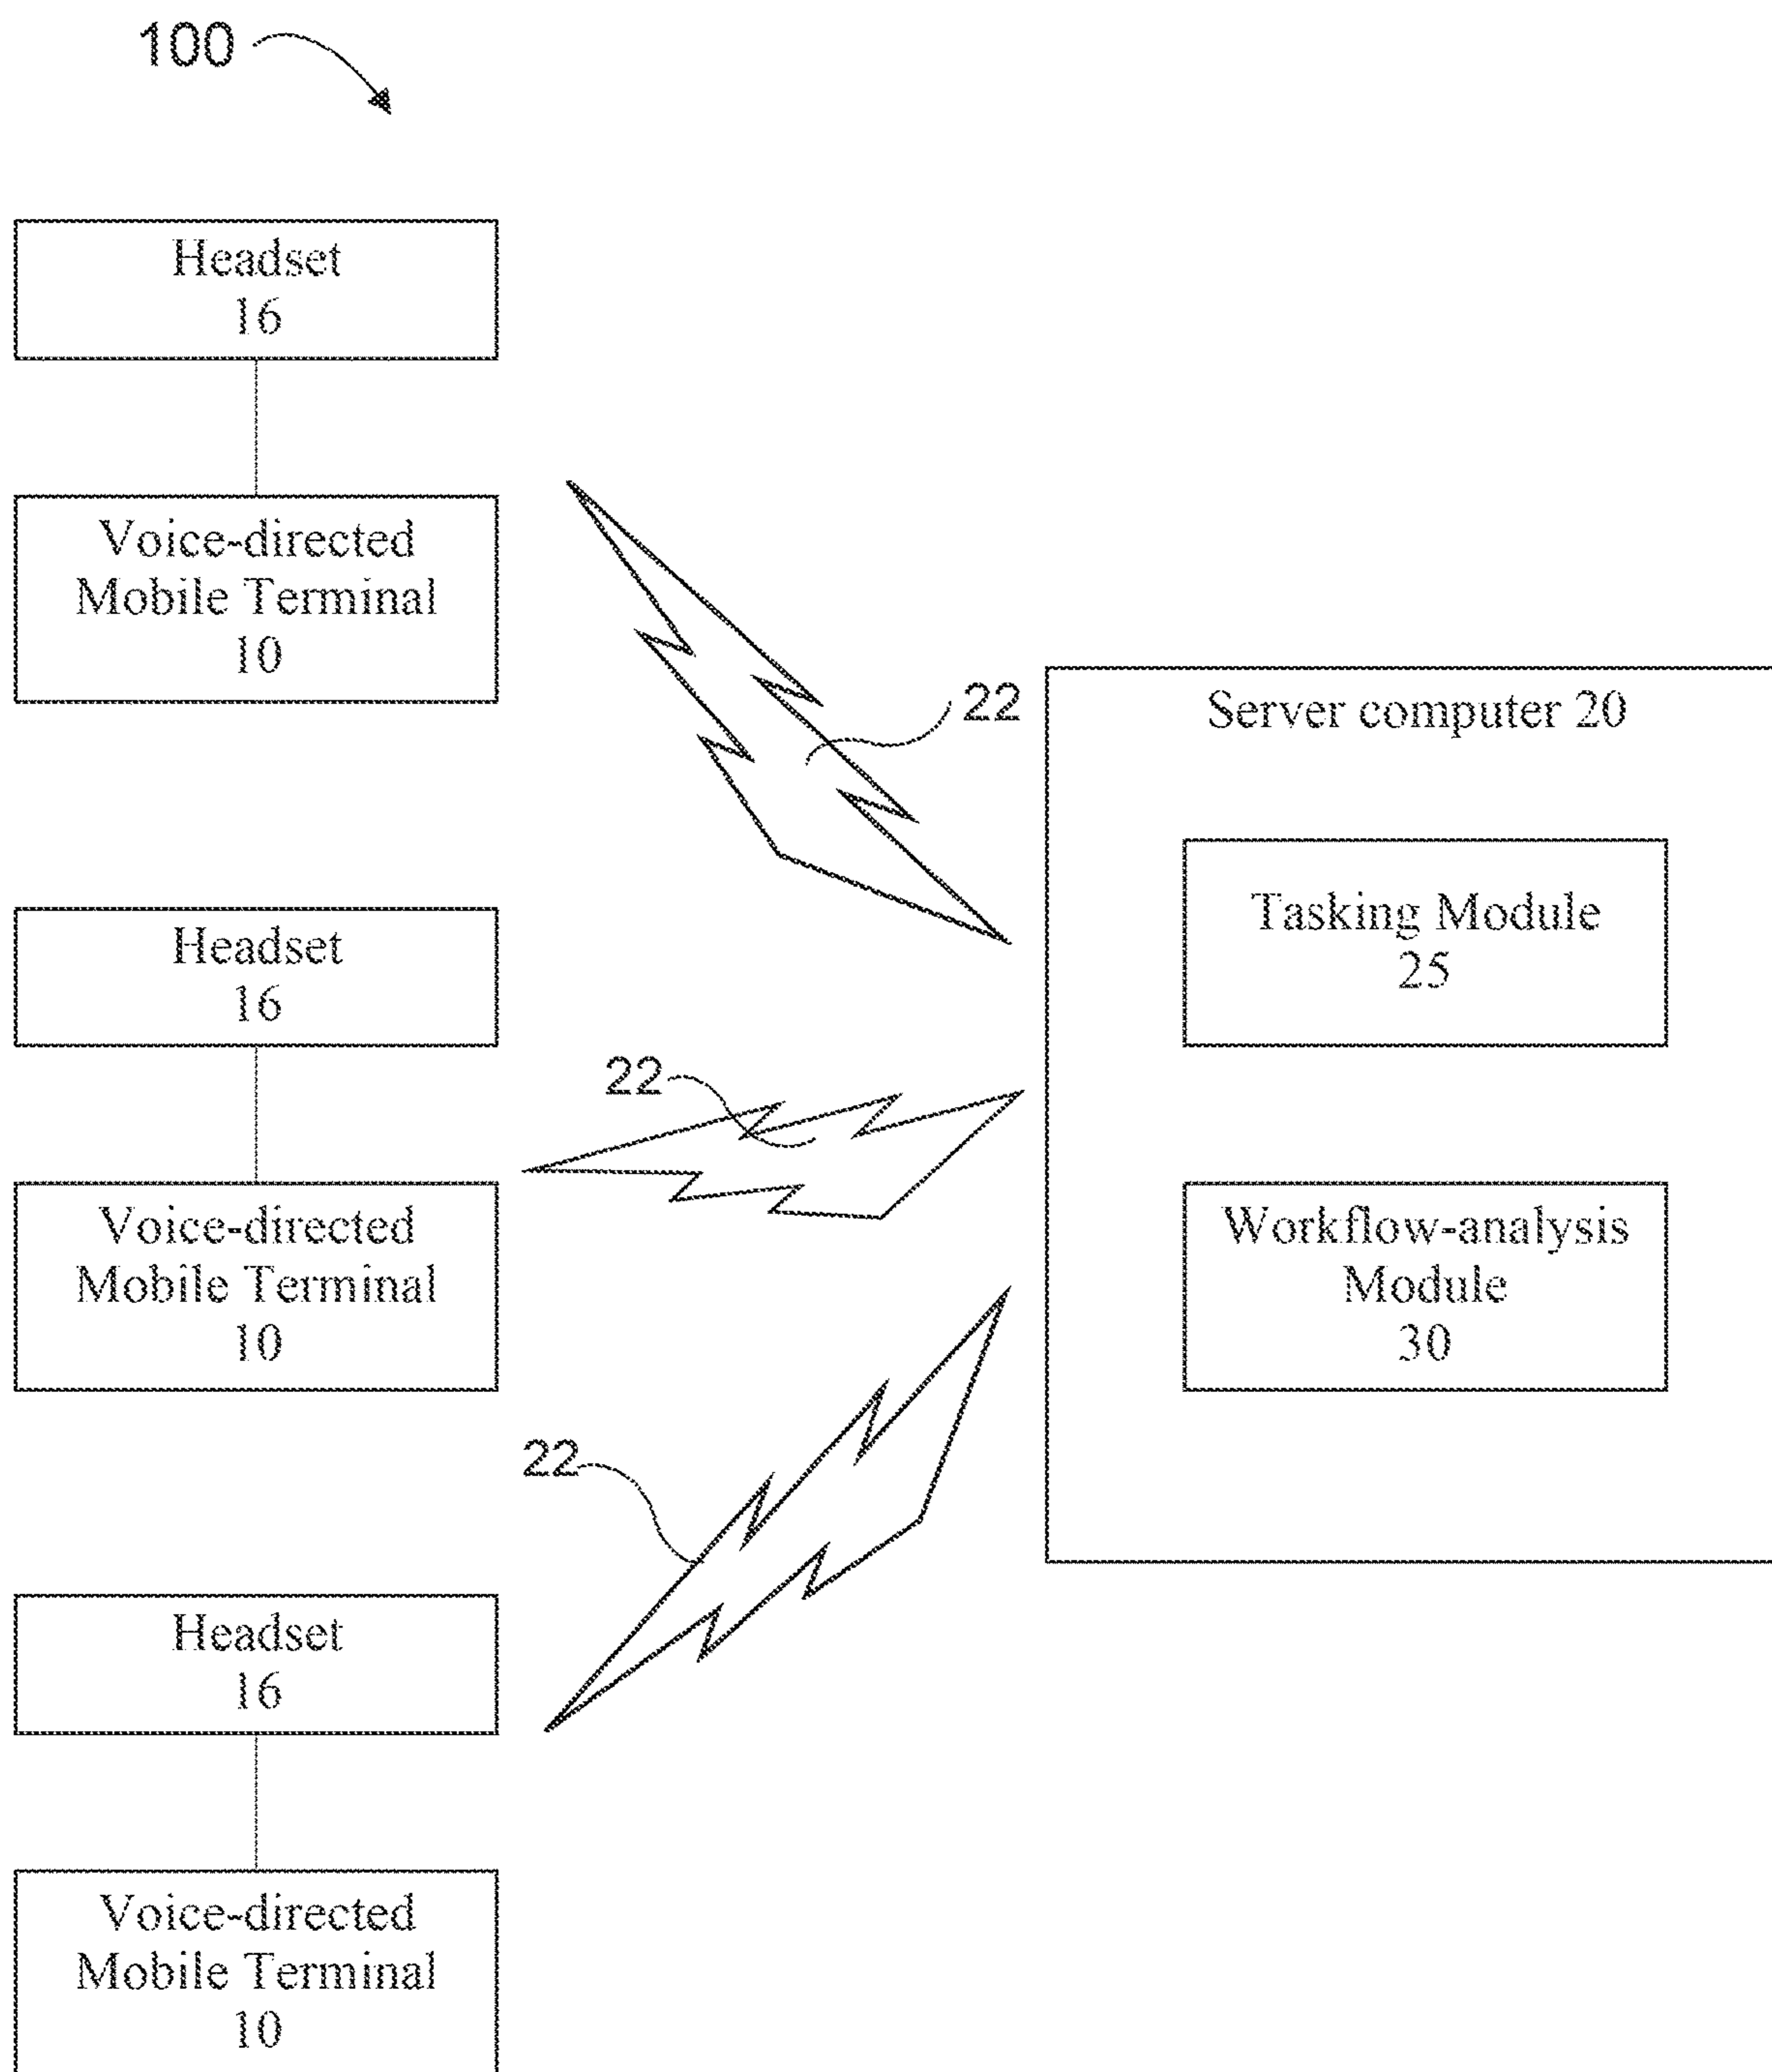 100
Headset
16
Voice-directed
Mobile Terminal
10
22
Server computer 20
Tasking Module
25
Headset
16
22
Voice-directed
Mobile Terminal
10
Workflow-analysis
Module
30
22
Headset
16
Voice-directed
Mobile Terminal
10